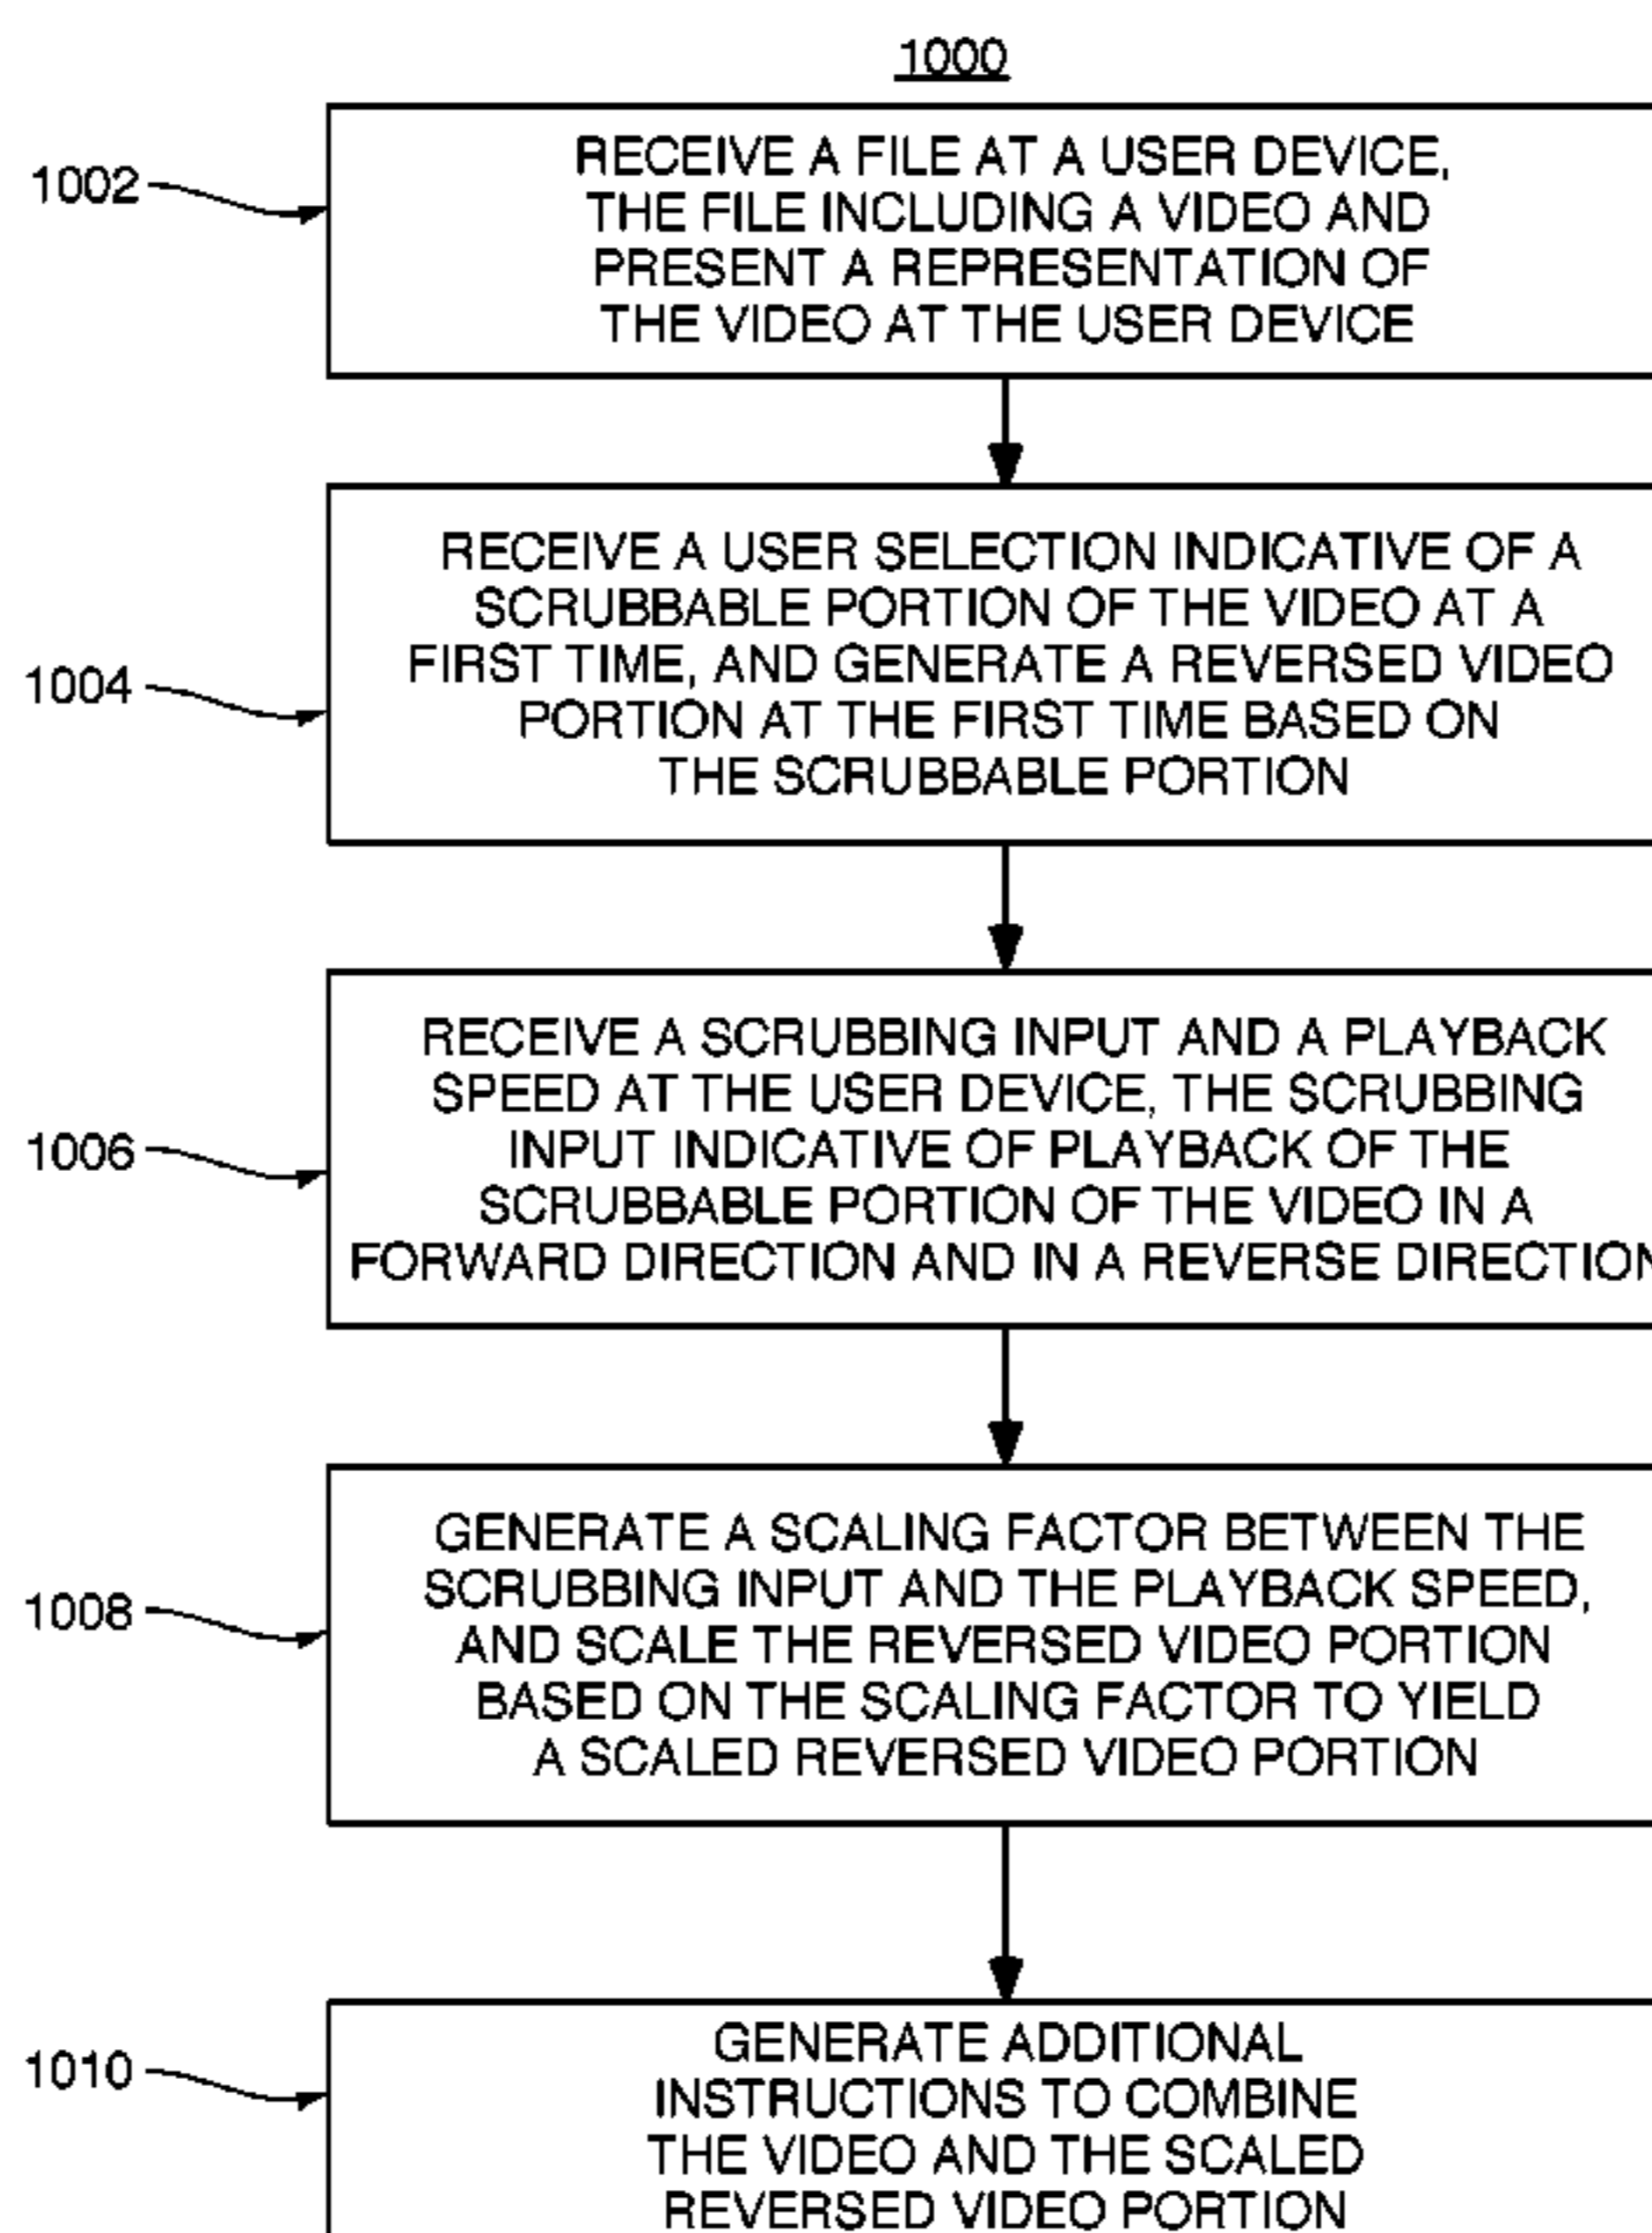 1000
1002
RECEIVE A FILE AT A USER DEVICE,
THE FILE INCLUDING A VIDEO AND
PRESENT A REPRESENTATION OF
THE VIDEO AT THE USER DEVICE
1004
RECEIVE A USER SELECTION INDICATIVE OF A
SCRUBBABLE PORTION OF THE VIDEO AT A
FIRST TIME, AND GENERATE A REVERSED VIDEO
PORTION AT THE FIRST TIME BASED ON
THE SCRUBBABLE PORTION
1006
RECEIVE A SCRUBBING INPUT AND A PLAYBACK
SPEED AT THE USER DEVICE, THE SCRUBBING
INPUT INDICATIVE OF PLAYBACK OF THE
SCRUBBABLE PORTION OF THE VIDEO IN A
FORWARD DIRECTION AND IN A REVERSE DIRECTION
1008
GENERATE A SCALING FACTOR BETWEEN THE
SCRUBBING INPUT AND THE PLAYBACK SPEED,
AND SCALE THE REVERSED VIDEO PORTION
BASED ON THE SCALING FACTOR TO YIELD
A SCALED REVERSED VIDEO PORTION
1010
GENERATE ADDITIONAL
INSTRUCTIONS TO COMBINE
THE VIDEO AND THE SCALED
REVERSED VIDEO PORTION